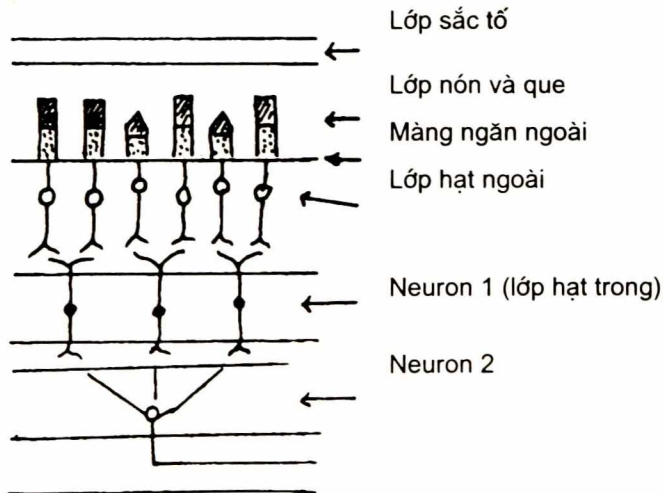 Lớp sắc tố
Lớp nón và que
Màng ngăn ngoài
Lớp hạt ngoài
Neuron 1 (lớp hạt trong)
Neuron 2